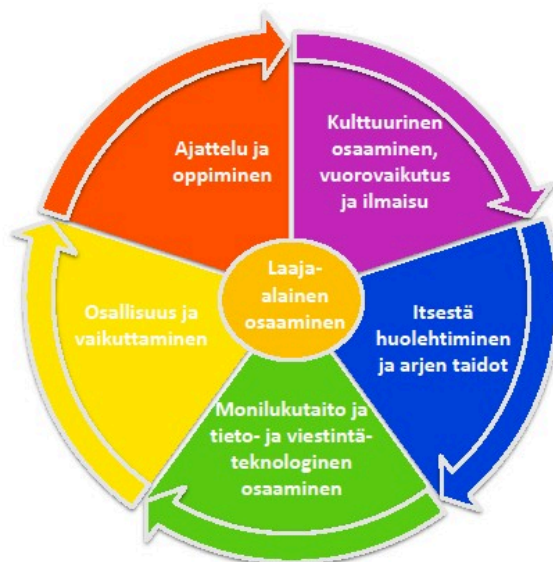 Ajattelu ja
oppiminen
Kulttuurinen
osaaminen,
vuorovaikutus
ja ilmaisu
Itsestä
huolehtiminen
ja arjen taidot
Monilukutaito ja
tieto- ja viestintä-
teknologinen
osaaminen
Osallisuus ja
vaikuttaminen
Laaja-
alainen
osaaminen